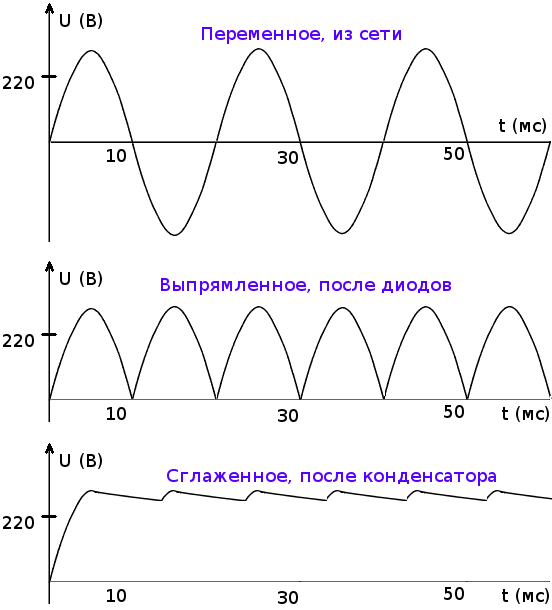 U (В)
Переменное, из сети
220
t (мс)
10
30
50
U (В)
Выпрямленное, после диодов
220
10
30
50
t (мс)
U (В)
Сглаженное, после конденсатора
220
10
30
50
t (мс)